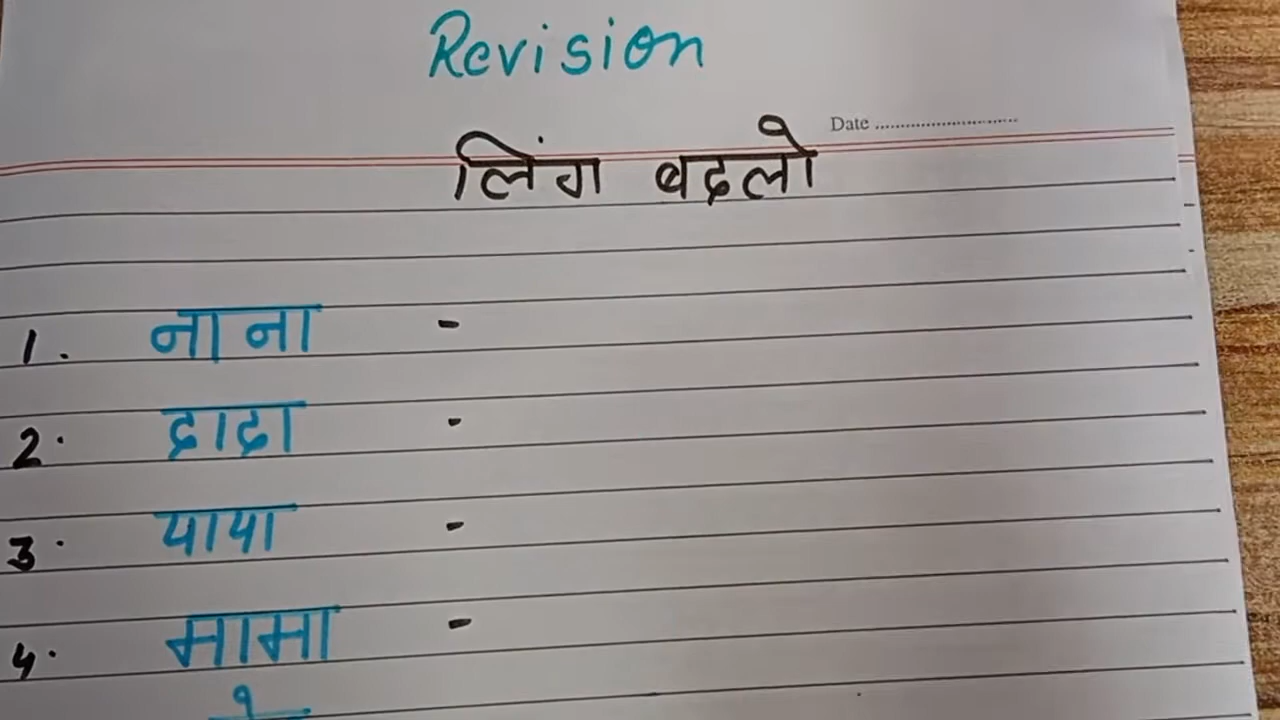 Revision
Date ............................
लिंग बदलो
1. नाना -
2. दादा -
3. याया -
4. मामा -